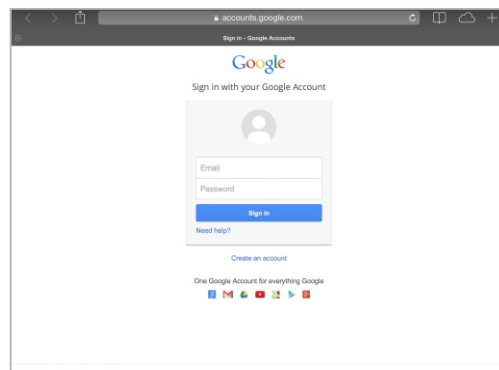 accounts.google.com
Sign in - Google Accounts
Google
Sign in with your Google Account
Email
Password
Sign in
Need help?
Create an account
One Google Account for everything Google